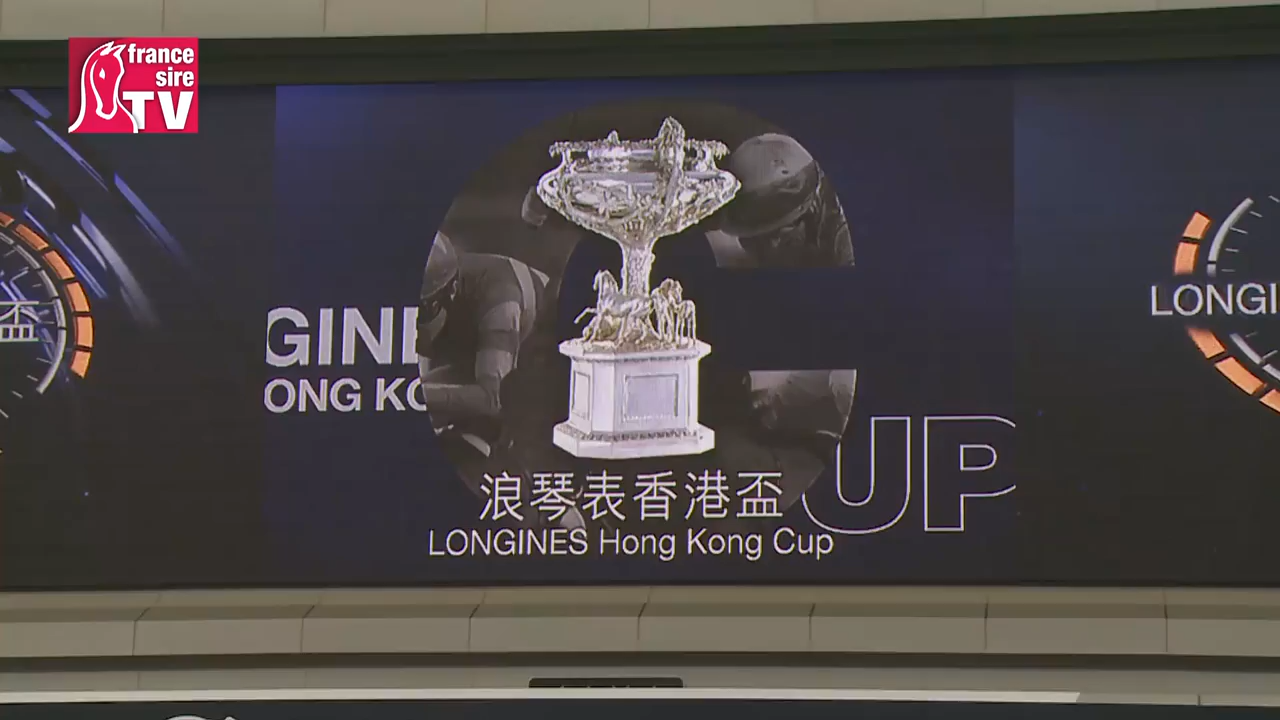 france
sire
TV
GINE
ONG KO
盃
LONGI
UP
浪琴表香港盃
LONGINES Hong Kong Cup